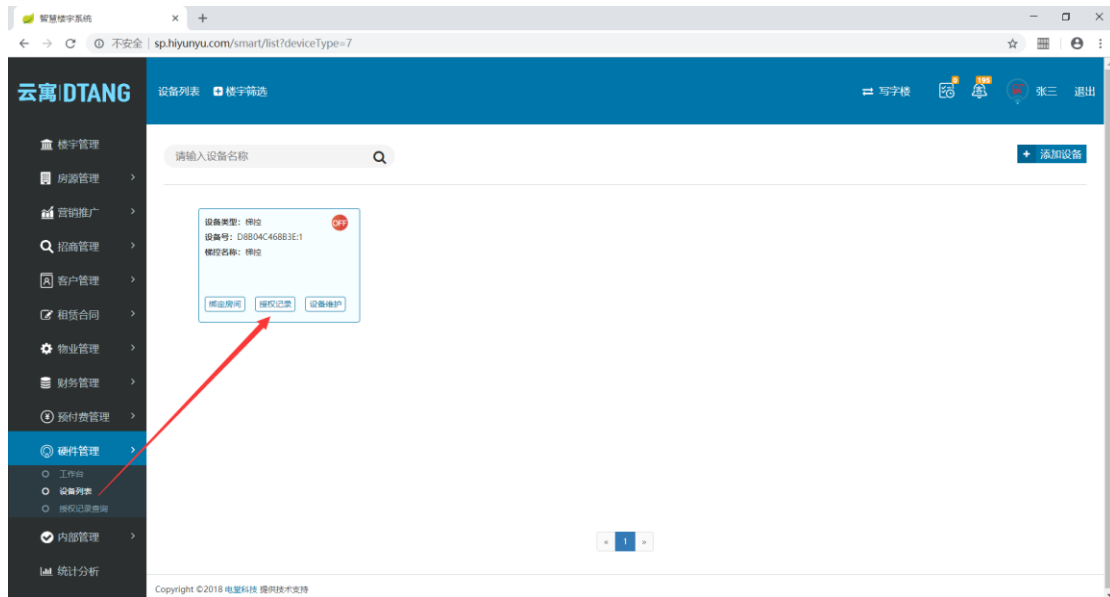 智慧楼宇系统
不安全 sp.hiyunyu.com/smart/list?deviceType=7
云寓 DTANG
设备列表 楼宇筛选
写字楼 0 195 张三 退出
楼宇管理
房源管理
营销推广
招商管理
客户管理
租赁合同
物业管理
财务管理
预付费管理
硬件管理
工作台
设备列表
授权记录查询
内部管理
统计分析
请输入设备名称
+ 添加设备
设备类型：梯控 OFF
设备号：D8B04C468B3E:1
梯控名称：梯控
绑定房间 授权记录 设备维护
« 1 »
Copyright ©2018 电堂科技 提供技术支持